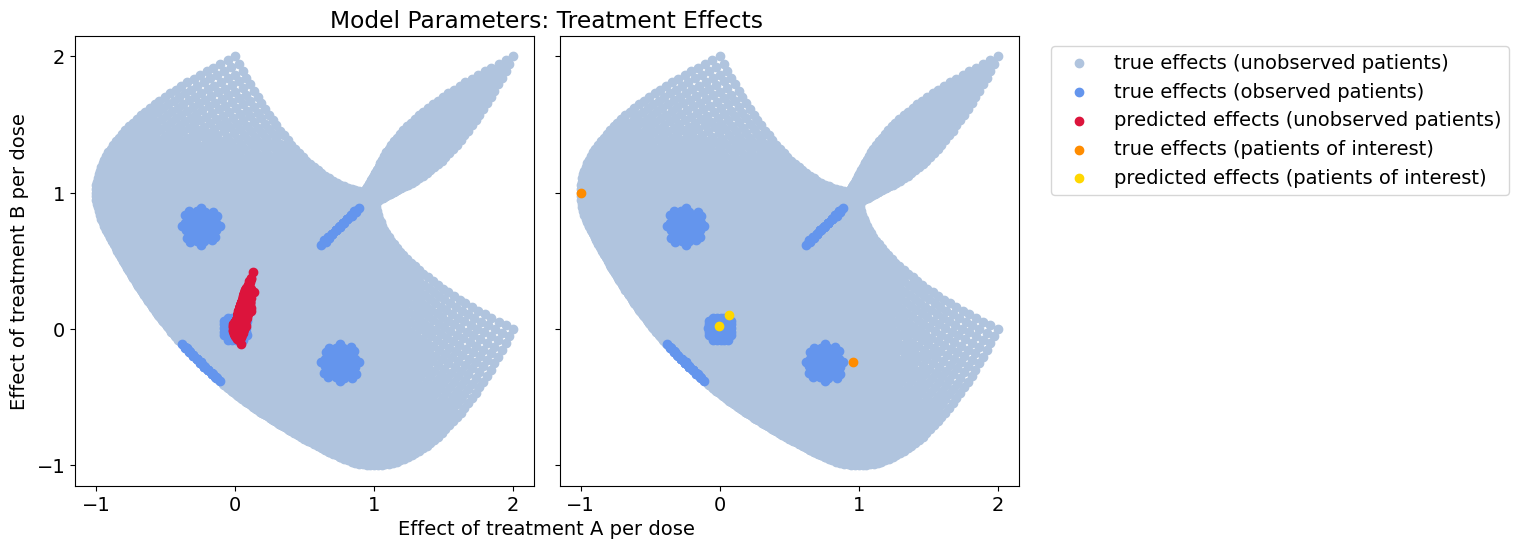 Model Parameters: Treatment Effects
Effect of treatment B per dose
2
1
0
−1
−1
0
1
2
−1
0
1
2
Effect of treatment A per dose
true effects (unobserved patients)
true effects (observed patients)
predicted effects (unobserved patients)
true effects (patients of interest)
predicted effects (patients of interest)